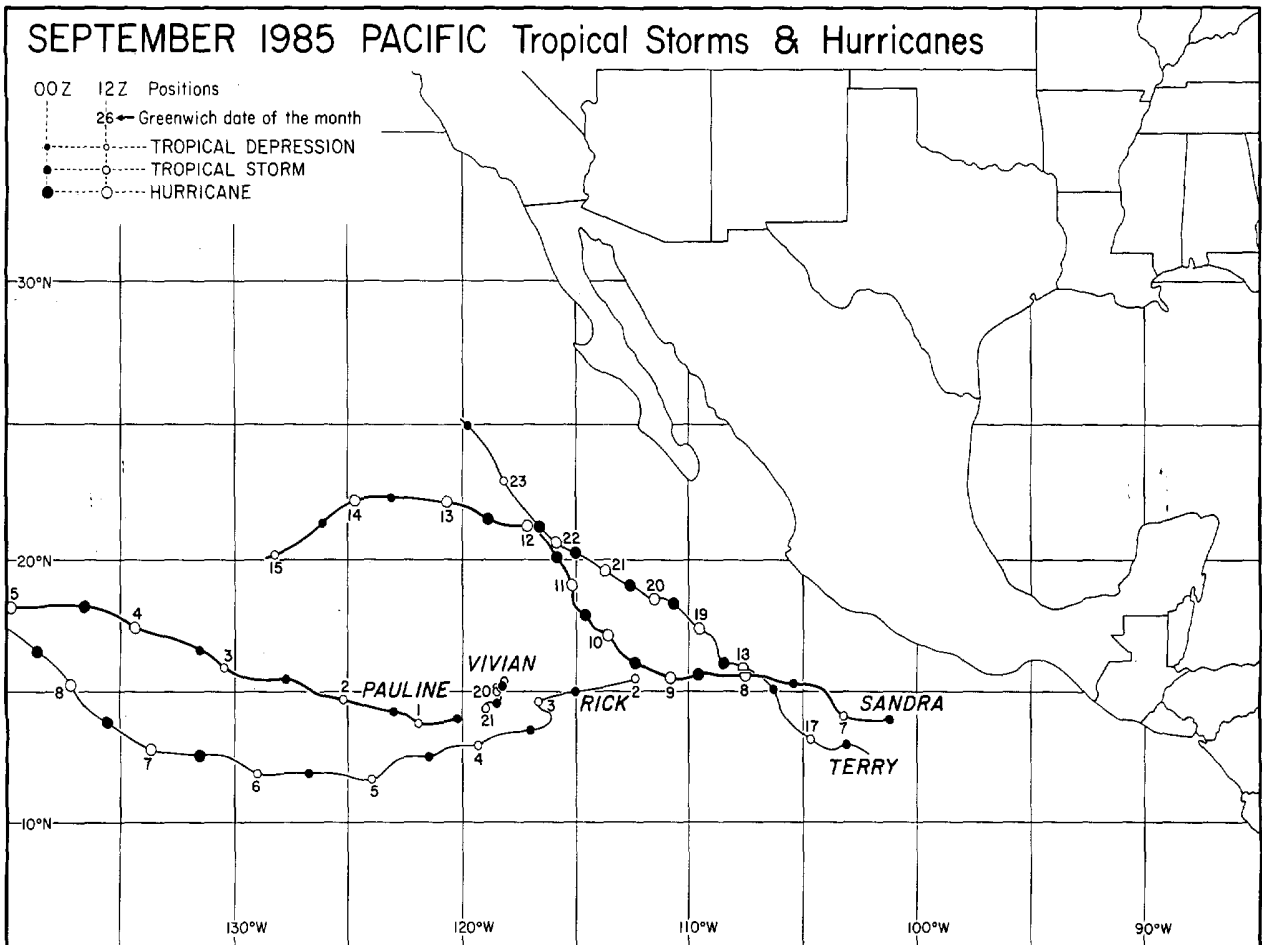 SEPTEMBER 1985 PACIFIC Tropical Storms & Hurricanes
00Z 12Z Positions
26 ← Greenwich date of the month
TROPICAL DEPRESSION
TROPICAL STORM
HURRICANE
30°N
23
14
13
12
22
15
20°N
11
21
20
5
4
10
19
3
VIVIAN
13
2
PAULINE
20
2
9
8
8
1
21
3
RICK
SANDRA
7
7
4
17
TERRY
6
5
10°N
130°W
120°W
110°W
100°W
90°W